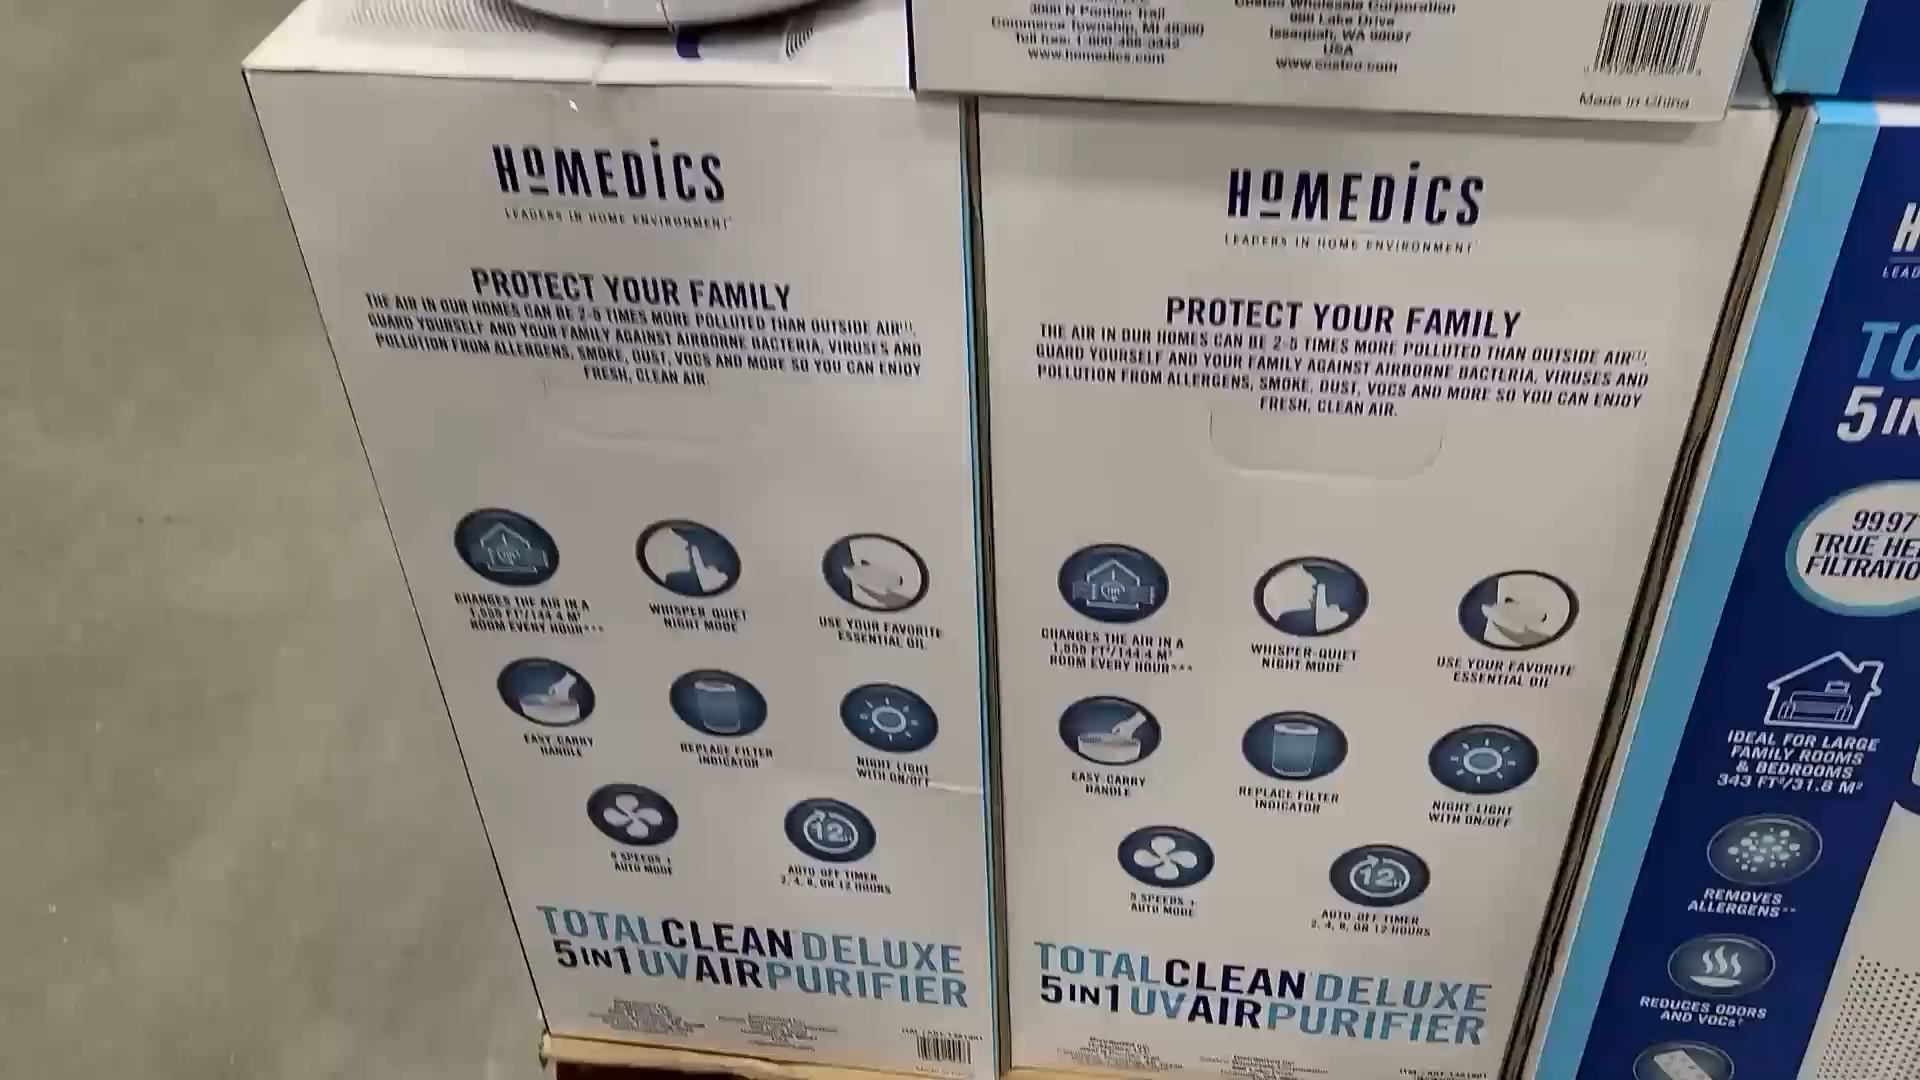 3000 N Pontiac Trail
Commerce Township, MI 48390
www.homedics.com
Costco Wholesale Corporation
999 Lake Drive
Issaquah, WA 98027
USA
www.costco.com
Made in China
HOMEDICS
LEADERS IN HOME ENVIRONMENT
PROTECT YOUR FAMILY
THE AIR IN OUR HOMES CAN BE 2-5 TIMES MORE POLLUTED THAN OUTSIDE AIR⁽¹⁾.
GUARD YOURSELF AND YOUR FAMILY AGAINST AIRBORNE BACTERIA, VIRUSES AND
POLLUTION FROM ALLERGENS, SMOKE, DUST, VOCS AND MORE SO YOU CAN ENJOY
FRESH, CLEAN AIR.
CHANGES THE AIR IN A
1,555 FT²/144.4 M²
ROOM EVERY HOUR***
WHISPER-QUIET
NIGHT MODE
USE YOUR FAVORITE
ESSENTIAL OIL
EASY-CARRY
HANDLE
REPLACE FILTER
INDICATOR
NIGHT-LIGHT
WITH ON/OFF
AUTO MODE
12H
AUTO-OFF TIMER
2, 4, 8, OR 12 HOURS
TOTALCLEAN DELUXE
5 IN 1 UV AIR PURIFIER
HOMEDICS
LEADERS IN HOME ENVIRONMENT
PROTECT YOUR FAMILY
THE AIR IN OUR HOMES CAN BE 2-5 TIMES MORE POLLUTED THAN OUTSIDE AIR⁽¹⁾.
GUARD YOURSELF AND YOUR FAMILY AGAINST AIRBORNE BACTERIA, VIRUSES AND
POLLUTION FROM ALLERGENS, SMOKE, DUST, VOCS AND MORE SO YOU CAN ENJOY
FRESH, CLEAN AIR.
CHANGES THE AIR IN A
1,555 FT²/144.4 M²
ROOM EVERY HOUR***
WHISPER-QUIET
NIGHT MODE
USE YOUR FAVORITE
ESSENTIAL OIL
EASY-CARRY
HANDLE
REPLACE FILTER
INDICATOR
NIGHT-LIGHT
WITH ON/OFF
5 SPEEDS +
AUTO MODE
12H
AUTO-OFF TIMER
2, 4, 8, OR 12 HOURS
TOTALCLEAN DELUXE
5 IN 1 UV AIR PURIFIER
H
LEAD
TO
5 IN
99.97
TRUE HE
FILTRATIO
IDEAL FOR LARGE
FAMILY ROOMS
& BEDROOMS
343 FT²/31.8 M²
REMOVES
ALLERGENS**
REDUCES ODORS
AND VOCs†